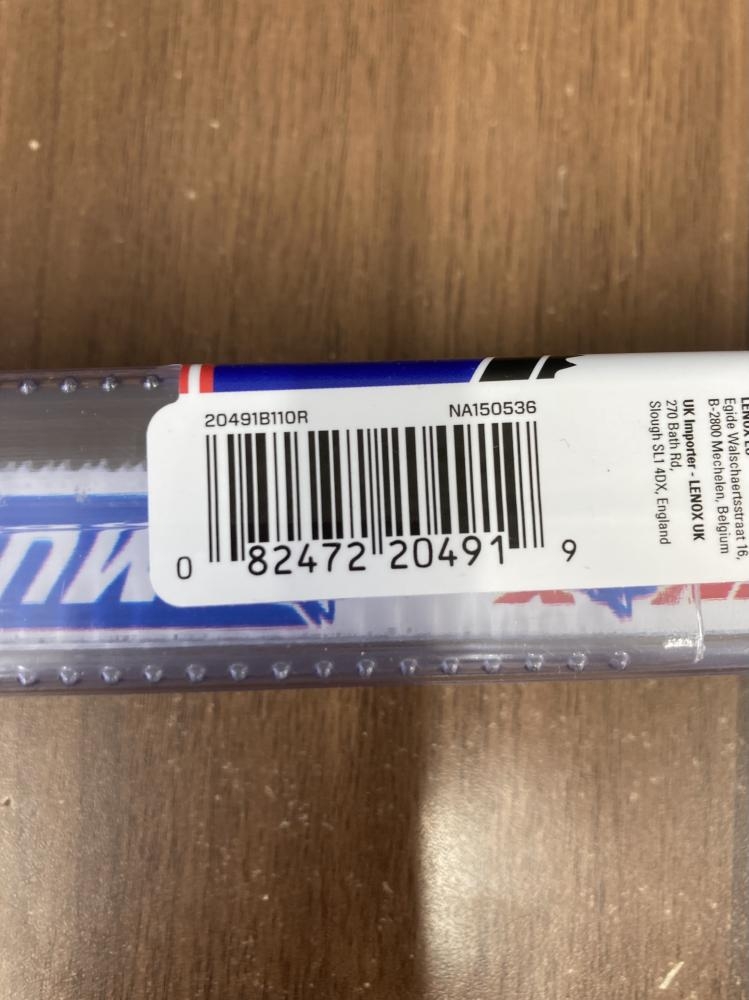 20491B110R
NA150536
0 82472 20491 9
UK Importer - LENOX UK
270 Bath Rd,
Slough SL1 4DX, England
Egide Walschaertsstraat 16,
B-2800 Mechelen, Belgium